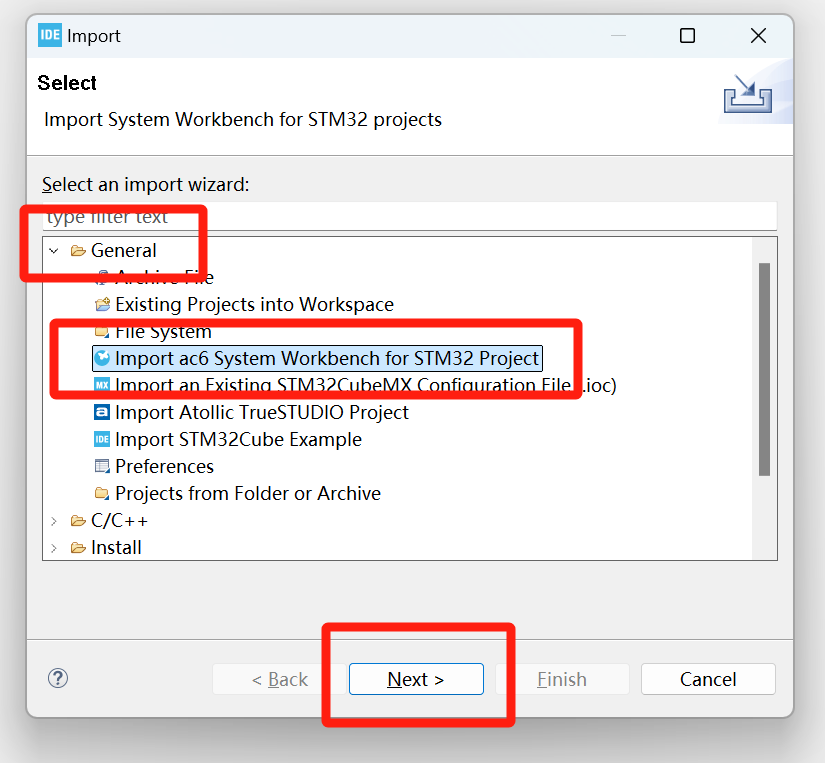 IDE Import
Select
Import System Workbench for STM32 projects
Select an import wizard:
type filter text
General
Archive File
Existing Projects into Workspace
File System
Import ac6 System Workbench for STM32 Project
MX Import an Existing STM32CubeMX Configuration File (.ioc)
a Import Atollic TrueSTUDIO Project
IDE Import STM32Cube Example
Preferences
Projects from Folder or Archive
C/C++
Install
? < Back Next > Finish Cancel